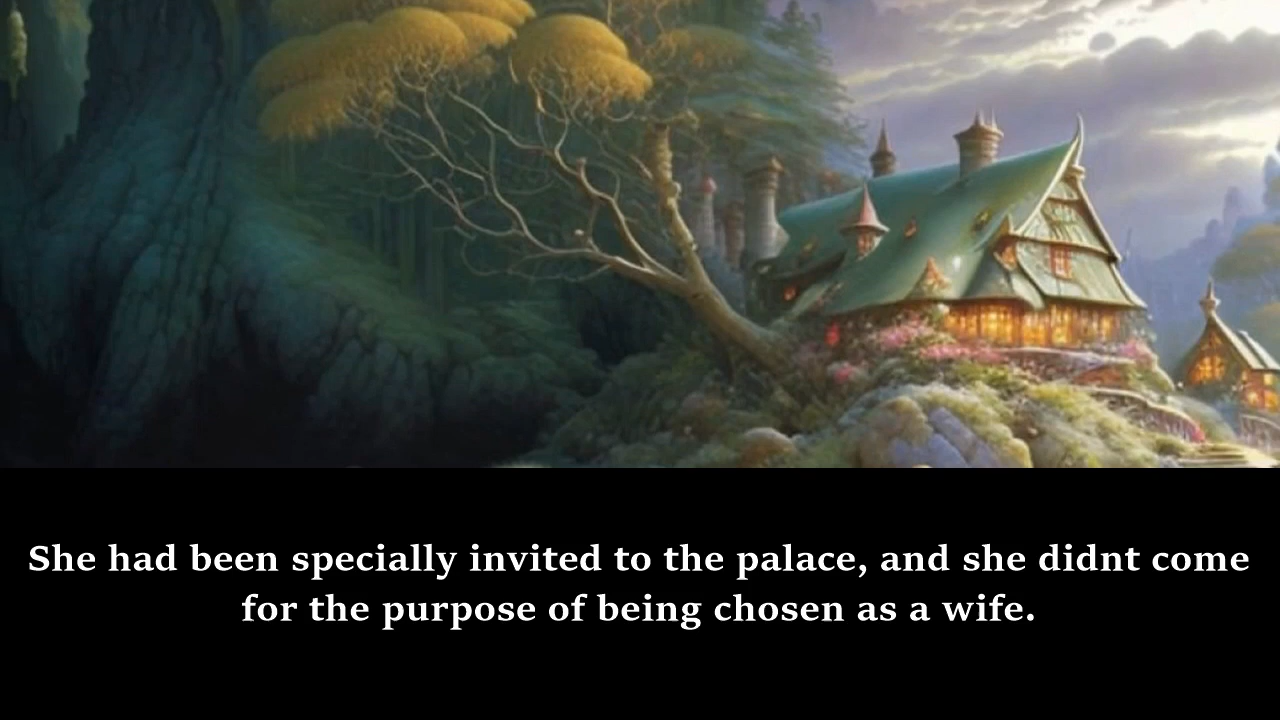 She had been specially invited to the palace, and she didnt come
for the purpose of being chosen as a wife.